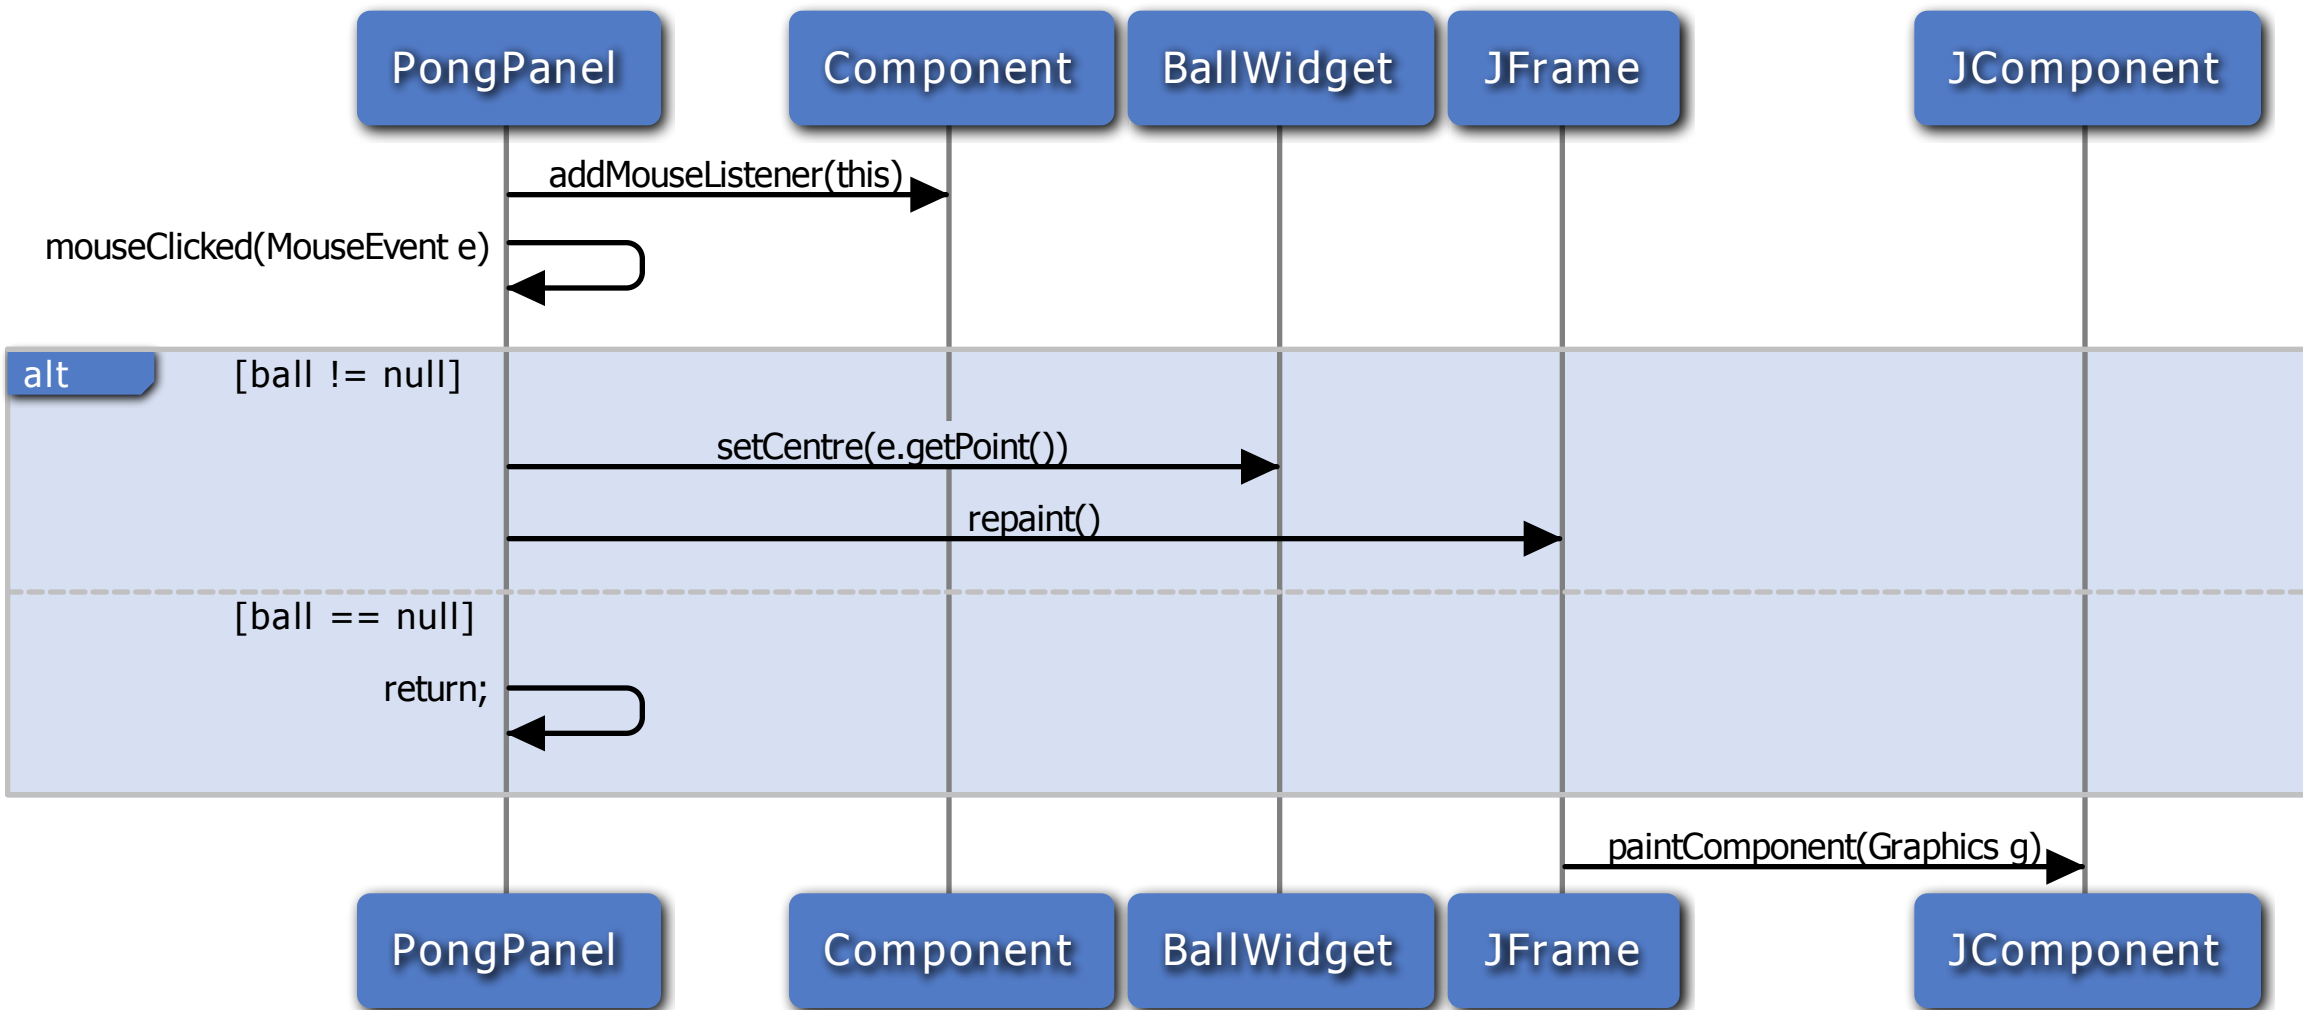 PongPanel
Component
BallWidget
JFrame
JComponent
addMouseListener(this)
mouseClicked(MouseEvent e)
alt
[ball != null]
setCentre(e.getPoint())
repaint()
[ball == null]
return;
paintComponent(Graphics g)
PongPanel
Component
BallWidget
JFrame
JComponent